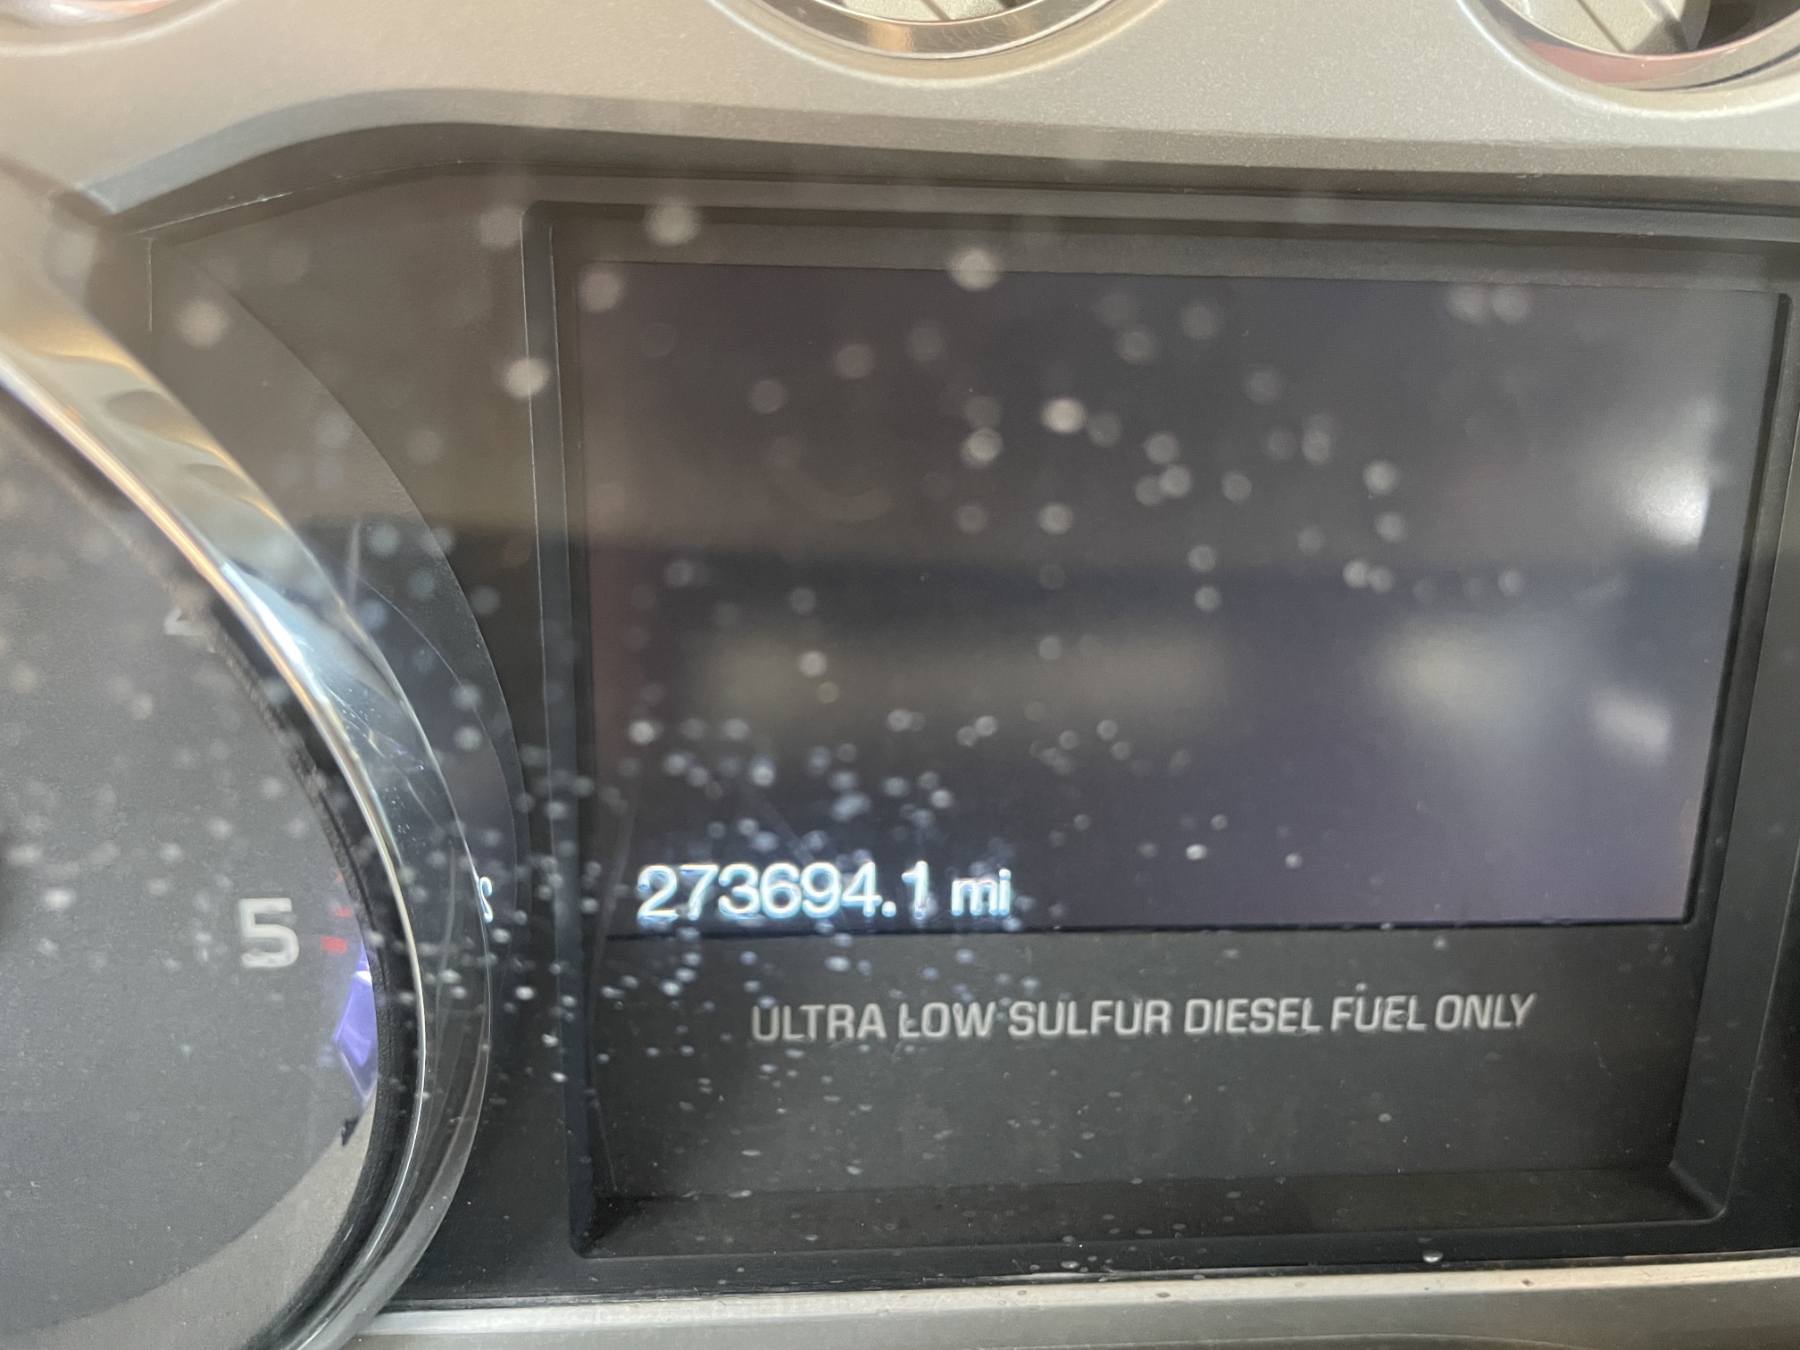 273694.1 mi
5
ULTRA LOW SULFUR DIESEL FUEL ONLY